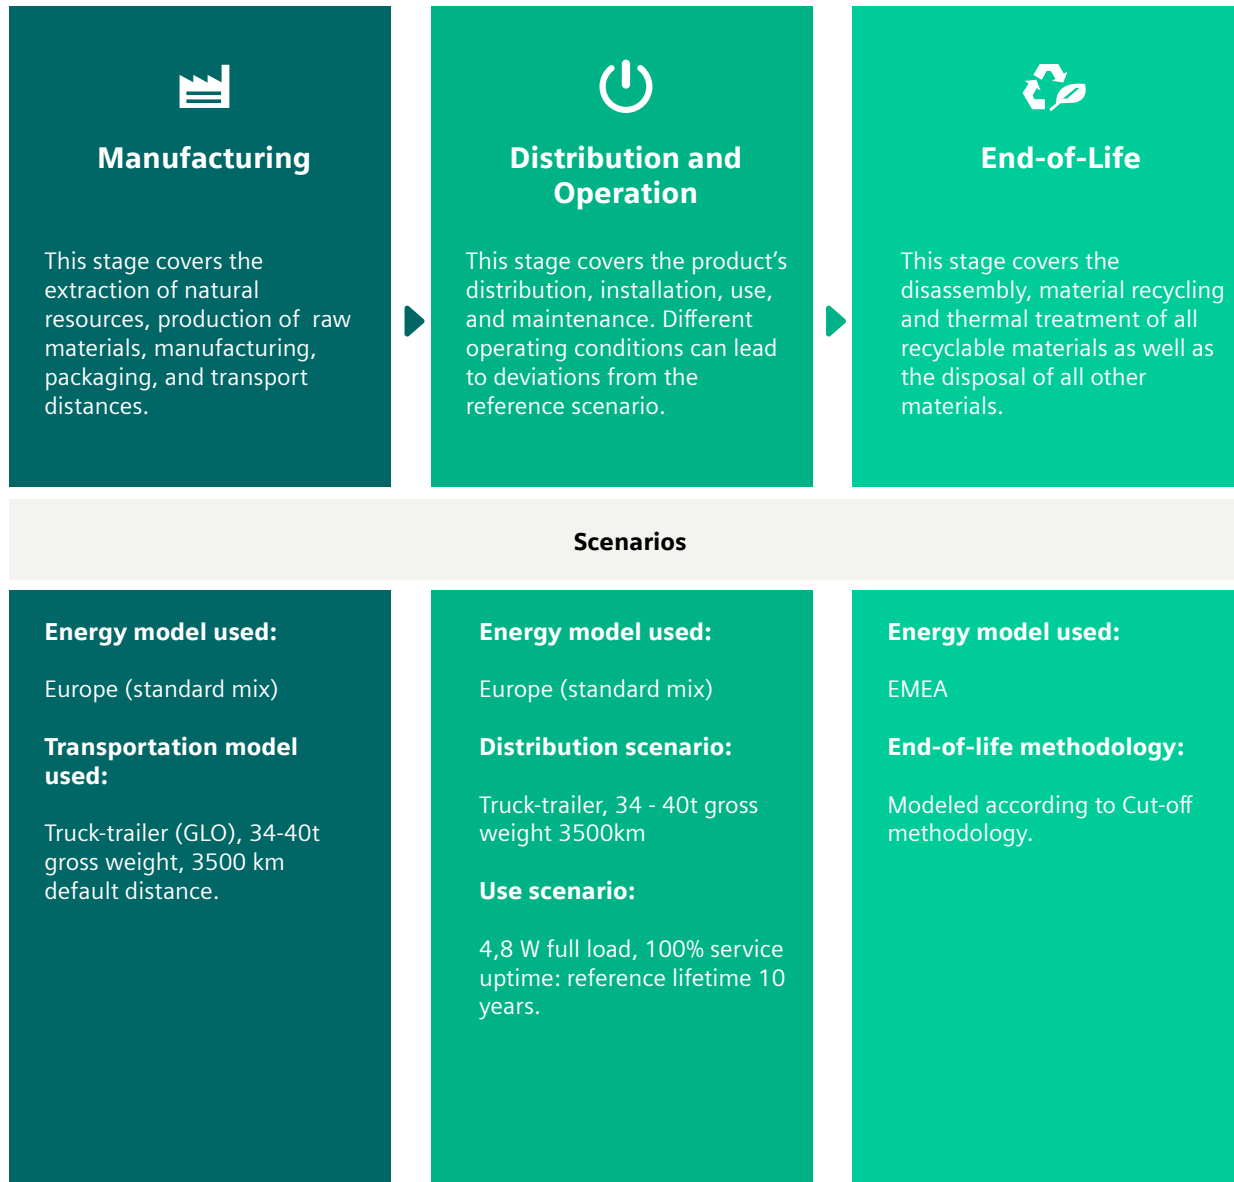 Manufacturing
This stage covers the
extraction of natural
resources, production of  raw
materials, manufacturing,
packaging, and transport
distances.
Distribution and
Operation
This stage covers the product’s
distribution, installation, use,
and maintenance. Different
operating conditions can lead
to deviations from the
reference scenario.
End-of-Life
This stage covers the
disassembly, material recycling
and thermal treatment of all
recyclable materials as well as
the disposal of all other
materials.
Scenarios
Energy model used:
Europe (standard mix)
Transportation model
used:
Truck-trailer (GLO), 34-40t
gross weight, 3500 km
default distance.
Energy model used:
Europe (standard mix)
Distribution scenario:
Truck-trailer, 34 - 40t gross
weight 3500km
Use scenario:
4,8 W full load, 100% service
uptime: reference lifetime 10
years.
Energy model used:
EMEA
End-of-life methodology:
Modeled according to Cut-off
methodology.